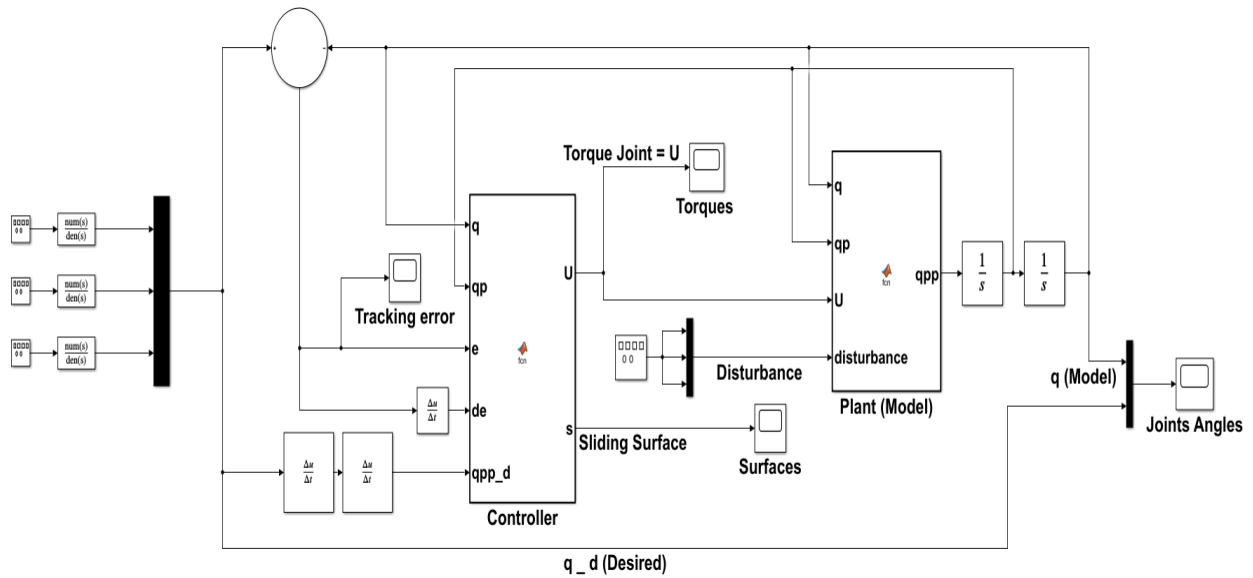 +
-
Torque Joint = U
Torques
num(s)
den(s)
num(s)
den(s)
num(s)
den(s)
Tracking error
q
qp
e
de
qpp_d
U
s
fcn
Controller
Δu
Δt
Δu
Δt
Δu
Δt
Sliding Surface
Surfaces
Disturbance
q
qp
U
disturbance
qpp
fcn
Plant (Model)
1
s
1
s
q (Model)
Joints Angles
q _ d (Desired)